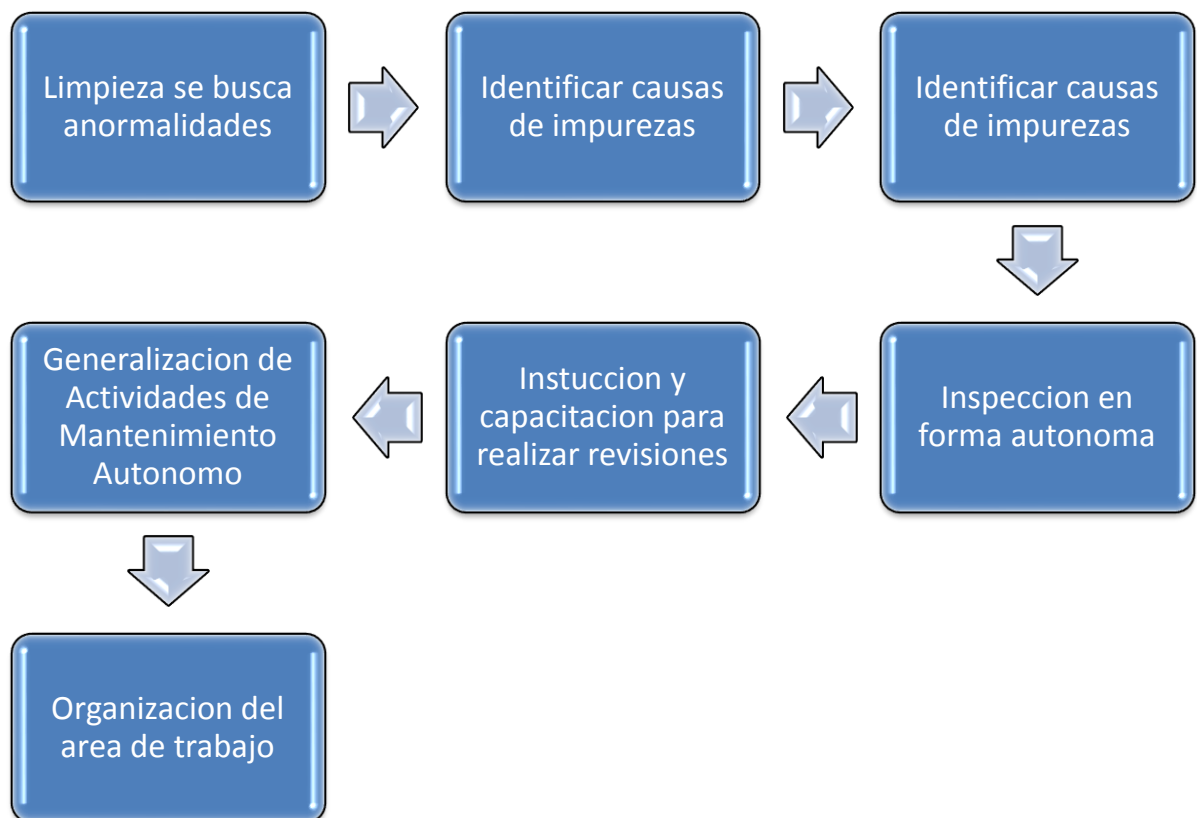 Limpieza se busca
anormalidades
Identificar causas
de impurezas
Identificar causas
de impurezas
Inspeccion en
forma autonoma
Instuccion y
capacitacion para
realizar revisiones
Generalizacion de
Actividades de
Mantenimiento
Autonomo
Organizacion del
area de trabajo